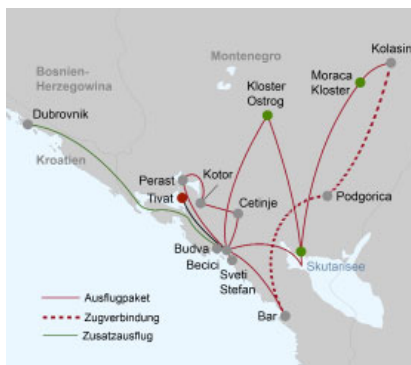 Kolasin
Montenegro
Bosnien-
Herzegowina
Kloster
Ostrog
Moraca
Kloster
Dubrovnik
Kroatien
Perast
Kotor
Tivat
Cetinje
Podgorica
Budva
Becici
Sveti
Stefan
Skutarisee
Bar
Ausflugpaket
Zugverbindung
Zusatzausflug